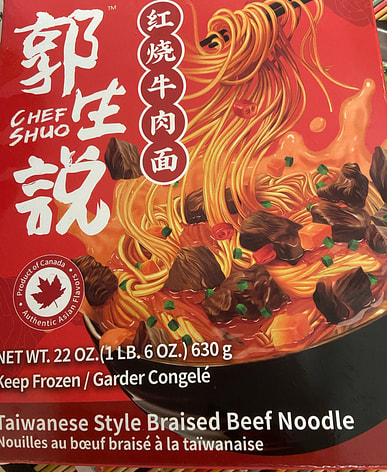 郭生説
™
CHEF
SHUO
红烧牛肉面
Product of Canada
Authentic Asian Flavors
NET WT. 22 OZ.(1 LB. 6 OZ.) 630 g
Keep Frozen / Garder Congelé
Taiwanese Style Braised Beef Noodle
Nouilles au bœuf braisé à la taïwanaise